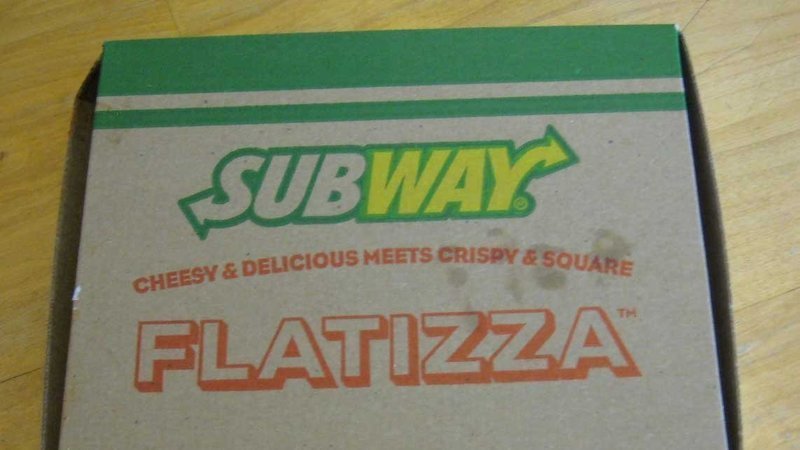 SUBWAY®
CHEESY & DELICIOUS MEETS CRISPY & SQUARE
FLATIZZA™